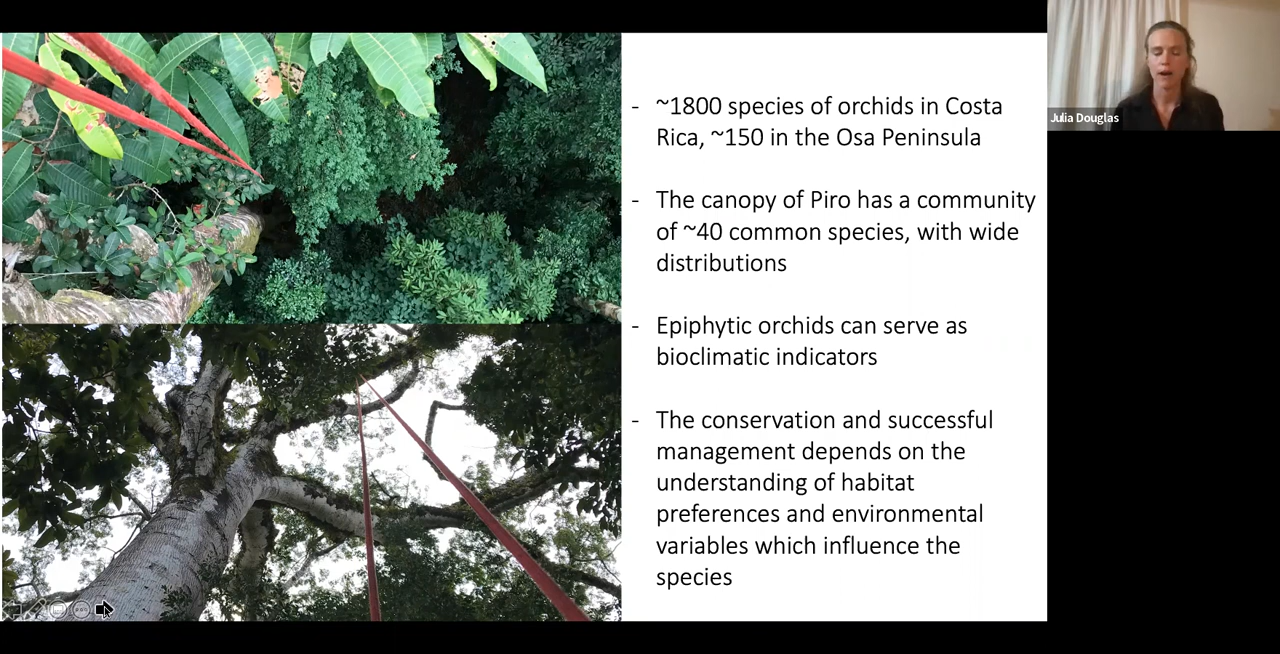 - ~1800 species of orchids in Costa
Rica, ~150 in the Osa Peninsula
- The canopy of Piro has a community
of ~40 common species, with wide
distributions
- Epiphytic orchids can serve as
bioclimatic indicators
- The conservation and successful
management depends on the
understanding of habitat
preferences and environmental
variables which influence the
species
Julia Douglas